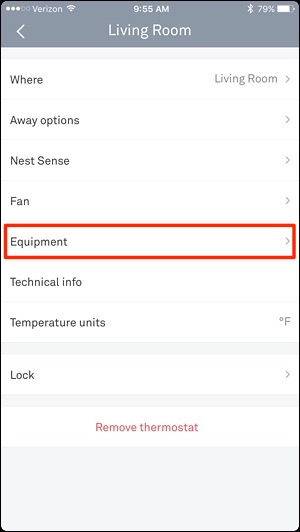 Verizon 9:55 AM 79%
Living Room
Where Living Room
Away options
Nest Sense
Fan
Equipment
Technical info
Temperature units °F
Lock
Remove thermostat